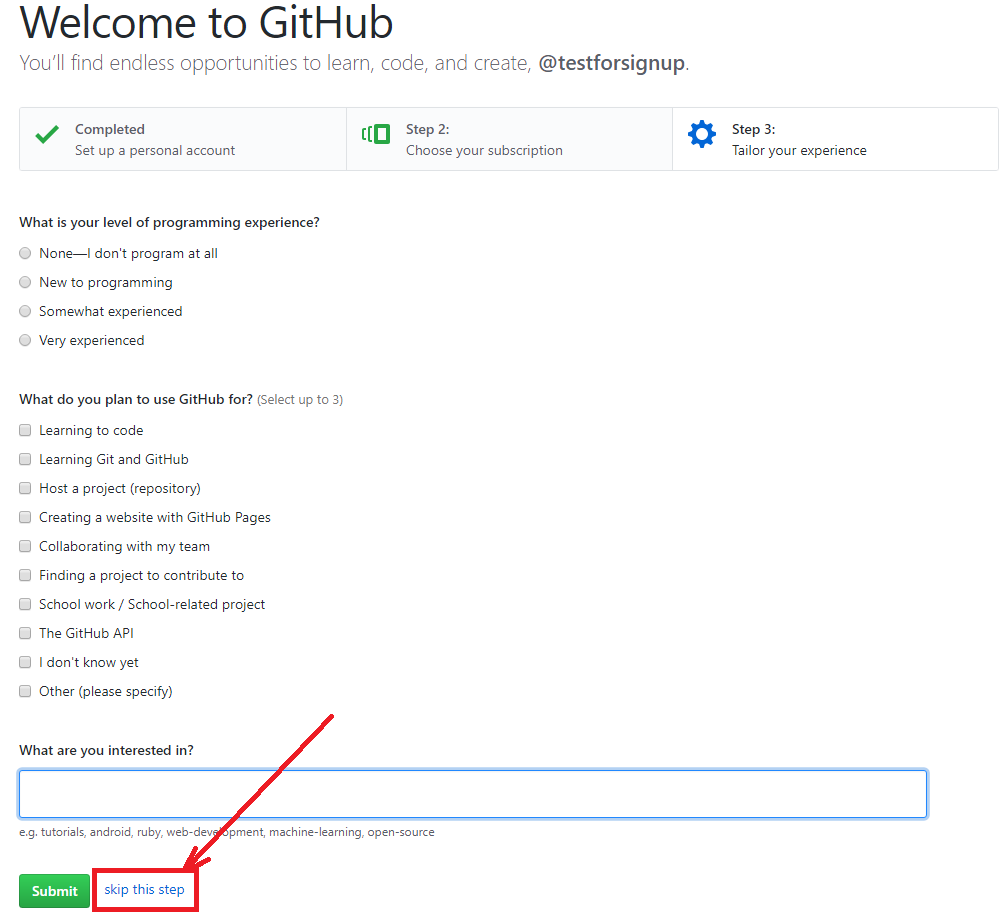 Welcome to GitHub
You'll find endless opportunities to learn, code, and create, @testforsignup.
Completed
Set up a personal account
Step 2:
Choose your subscription
Step 3:
Tailor your experience
What is your level of programming experience?
None—I don't program at all
New to programming
Somewhat experienced
Very experienced
What do you plan to use GitHub for? (Select up to 3)
Learning to code
Learning Git and GitHub
Host a project (repository)
Creating a website with GitHub Pages
Collaborating with my team
Finding a project to contribute to
School work / School-related project
The GitHub API
I don't know yet
Other (please specify)
What are you interested in?
e.g. tutorials, android, ruby, web-development, machine-learning, open-source
Submit skip this step